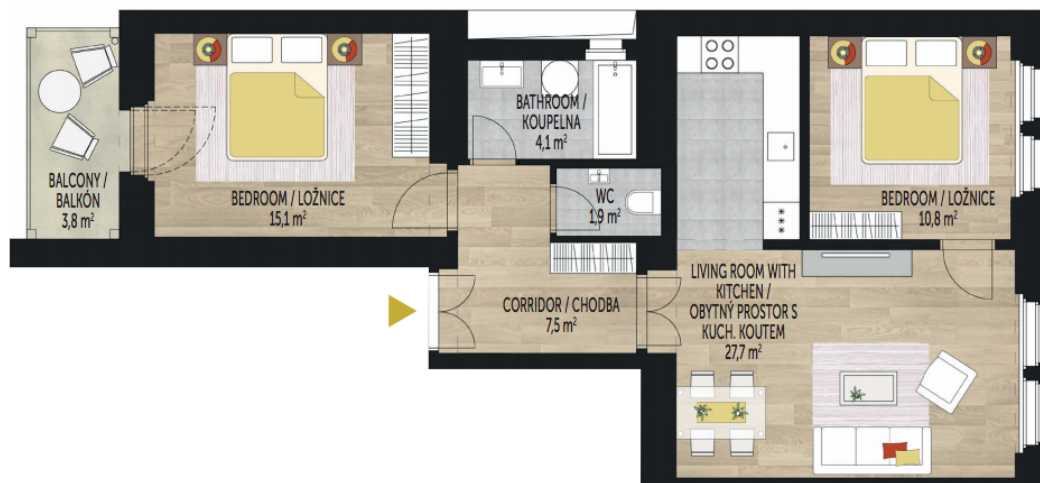 BALCONY /
BALKÓN
3,8 m²
BEDROOM / LOŽNICE
15,1 m²
BATHROOM /
KOUPELNA
4,1 m²
WC
1,9 m²
CORRIDOR / CHODBA
7,5 m²
LIVING ROOM WITH
KITCHEN /
OBYTNÝ PROSTOR S
KUCH. KOUTEM
27,7 m²
BEDROOM / LOŽNICE
10,8 m²